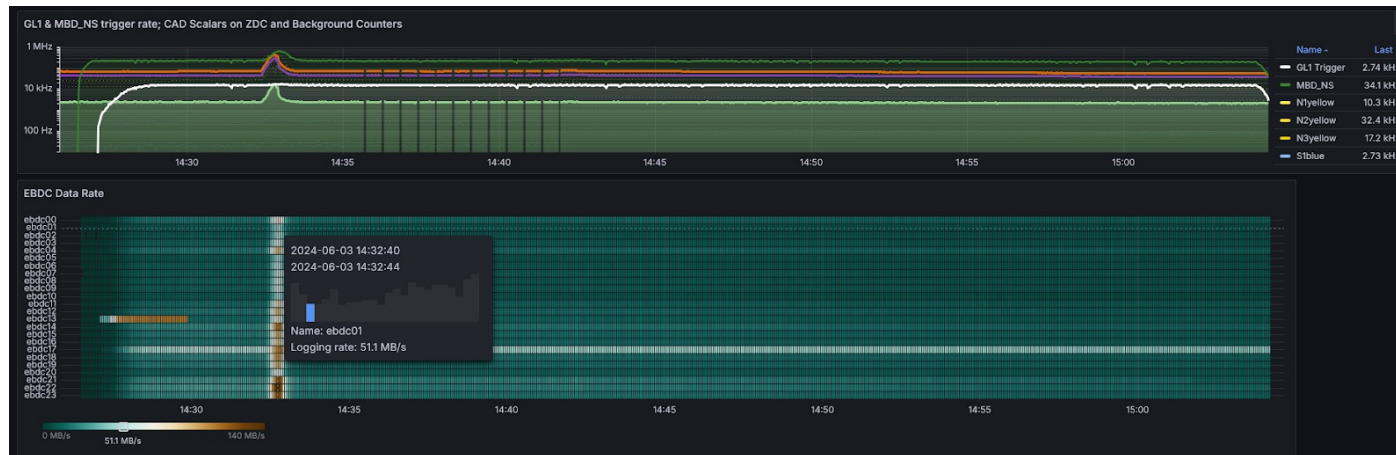 GL1 & MBD_NS trigger rate; CAD Scalars on ZDC and Background Counters
1 MHz
10 kHz
100 Hz
14:30 14:35 14:40 14:45 14:50 14:55 15:00
Name Last
GL1 Trigger 2.74 kH
MBD_NS 34.1 kH
N1yellow 10.3 kH
N2yellow 32.4 kH
N3yellow 17.2 kH
S1blue 2.73 kH
EBDC Data Rate
ebdc00
ebdc01
ebdc02
ebdc03
ebdc04
ebdc05
ebdc06
ebdc07
ebdc08
ebdc09
ebdc10
ebdc11
ebdc12
ebdc13
ebdc14
ebdc15
ebdc16
ebdc17
ebdc18
ebdc19
ebdc20
ebdc21
ebdc22
ebdc23
2024-06-03 14:32:40
2024-06-03 14:32:44
Name: ebdc01
Logging rate: 51.1 MB/s
14:30 14:35 14:40 14:45 14:50 14:55 15:00
0 MB/s 51.1 MB/s 140 MB/s